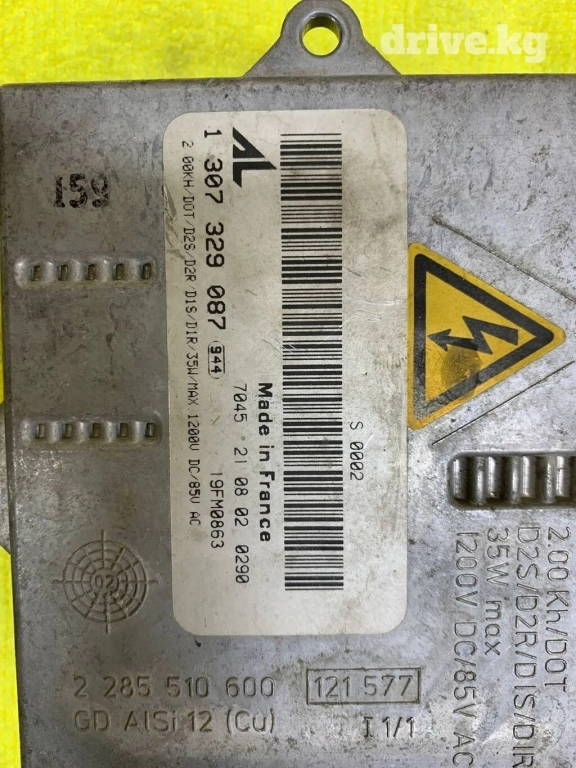 drive.kg
159
AL
1 307 329 087 944
2.00KH/DOT/D2S/D2R/D1S/D1R/35W/MAX 1200V DC/85V AC
Made in France
7045 21 08 02 0290
19FM0863
S 0002
02
2 285 510 600 121 577
GD AlSi 12 (Cu) I 1/1
2.00 Kh/DOT
D2S/D2R/D1S/D1R
35W max
1200V DC/85V AC